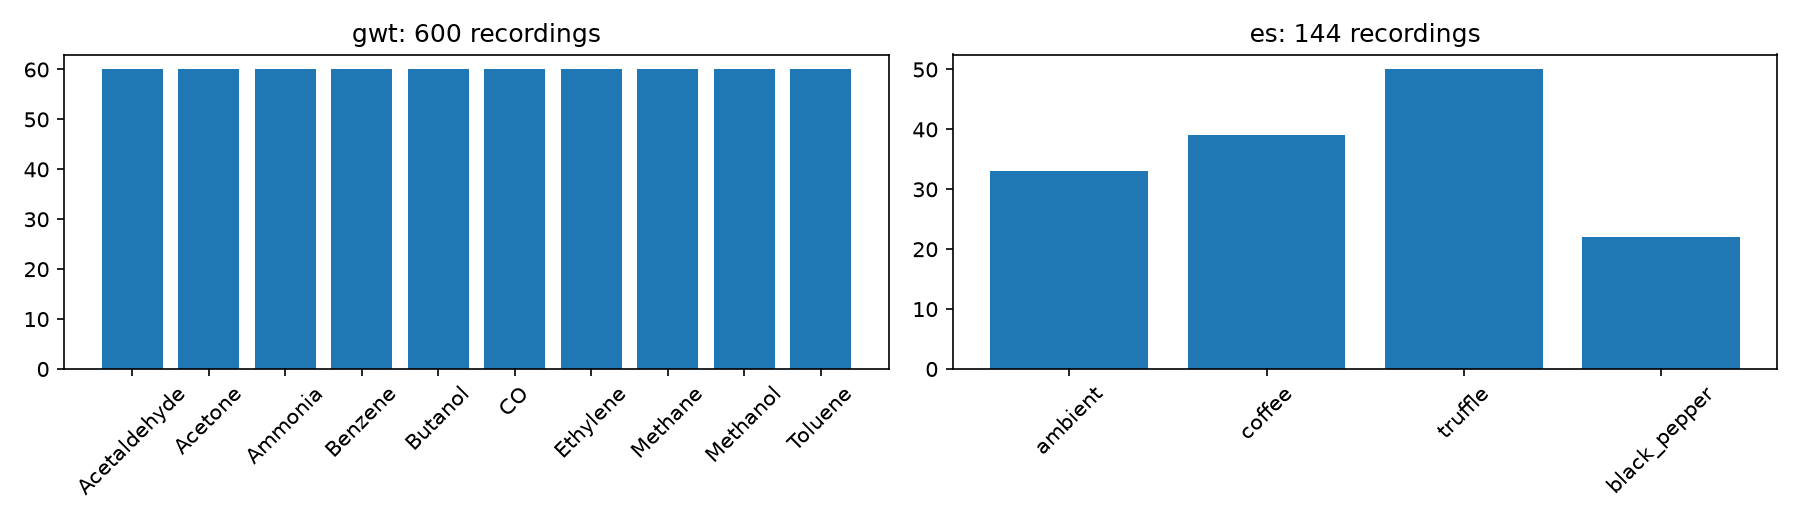 gwt: 600 recordings
60
50
40
30
20
10
0
Acetaldehyde
Acetone
Ammonia
Benzene
Butanol
CO
Ethylene
Methane
Methanol
Toluene
es: 144 recordings
50
40
30
20
10
0
ambient
coffee
truffle
black_pepper